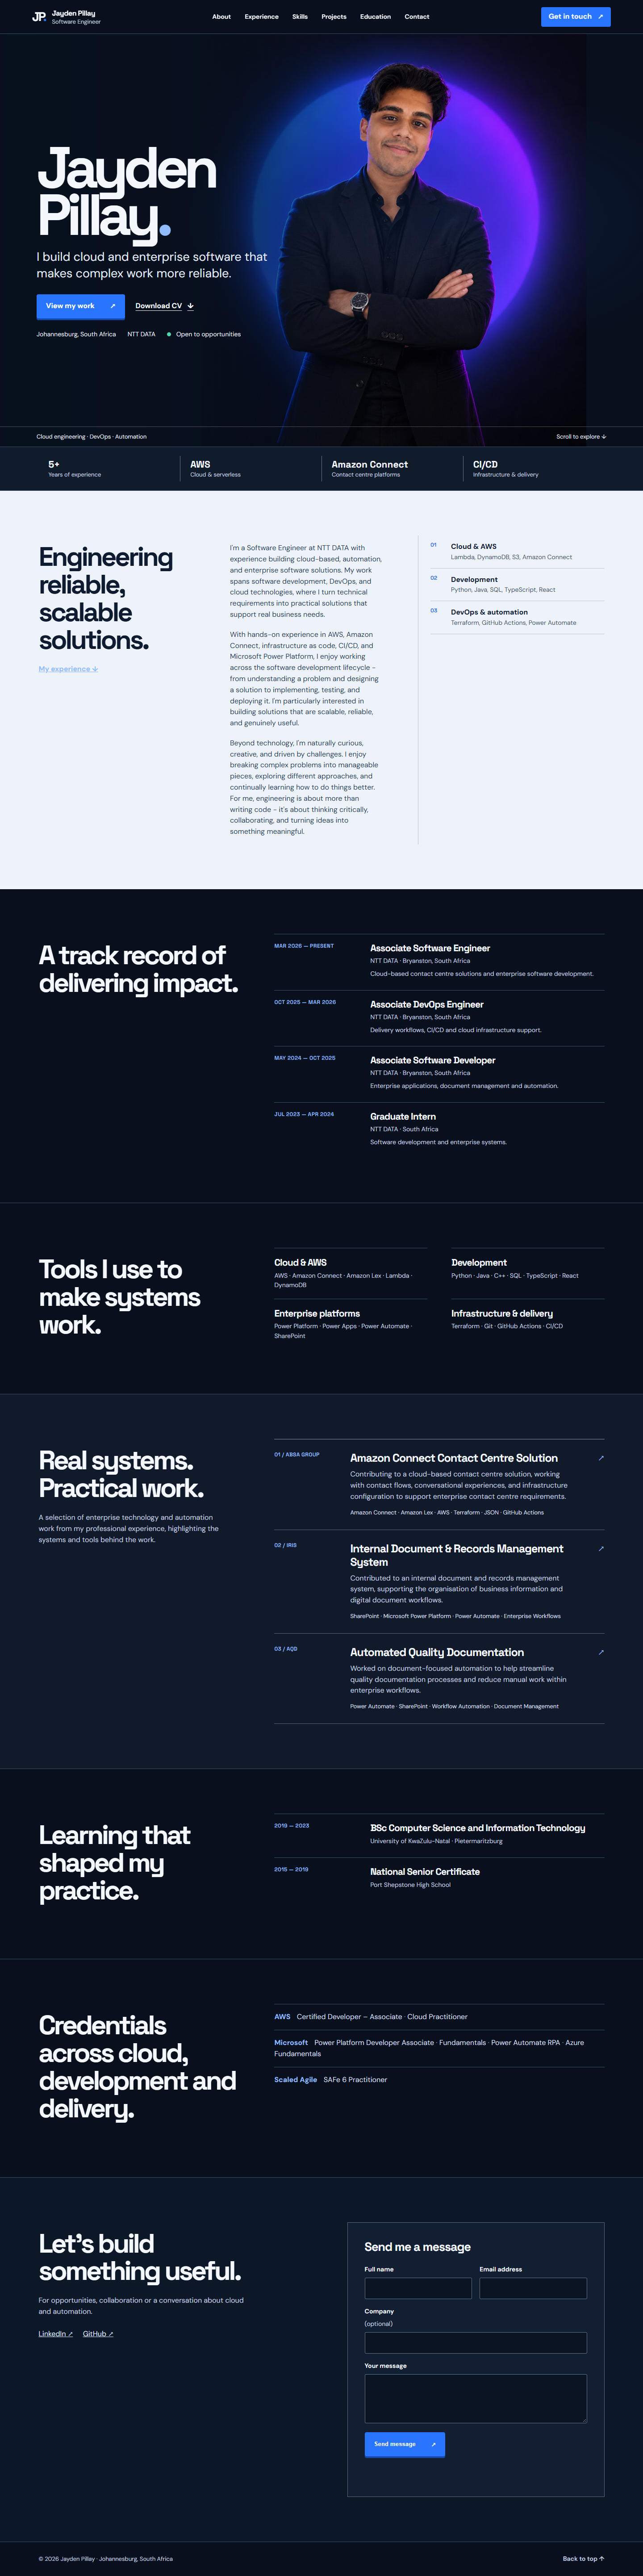 JP.
Jayden Pillay
Software Engineer
About
Experience
Skills
Projects
Education
Contact
Get in touch ↗
Jayden
Pillay.
I build cloud and enterprise software that
makes complex work more reliable.
View my work ↗
Download CV ↓
Johannesburg, South Africa
NTT DATA
Open to opportunities
Cloud engineering · DevOps · Automation
Scroll to explore ↓
5+
Years of experience
AWS
Cloud & serverless
Amazon Connect
Contact centre platforms
CI/CD
Infrastructure & delivery
Engineering
reliable,
scalable
solutions.
My experience ↓
I'm a Software Engineer at NTT DATA with
experience building cloud-based, automation,
and enterprise software solutions. My work
spans software development, DevOps, and
cloud technologies, where I turn technical
requirements into practical solutions that
support real business needs.
With hands-on experience in AWS, Amazon
Connect, infrastructure as code, CI/CD, and
Microsoft Power Platform, I enjoy working
across the software development lifecycle -
from understanding a problem and designing
a solution to implementing, testing, and
deploying it. I'm particularly interested in
building solutions that are scalable, reliable,
and genuinely useful.
Beyond technology, I'm naturally curious,
creative, and driven by challenges. I enjoy
breaking complex problems into manageable
pieces, exploring different approaches, and
continually learning how to do things better.
For me, engineering is about more than
writing code - it's about thinking critically,
collaborating, and turning ideas into
something meaningful.
01
Cloud & AWS
Lambda, DynamoDB, S3, Amazon Connect
02
Development
Python, Java, SQL, TypeScript, React
03
DevOps & automation
Terraform, GitHub Actions, Power Automate
A track record of
delivering impact.
MAR 2026 — PRESENT
Associate Software Engineer
NTT DATA · Bryanston, South Africa
Cloud-based contact centre solutions and enterprise software development.
OCT 2025 — MAR 2026
Associate DevOps Engineer
NTT DATA · Bryanston, South Africa
Delivery workflows, CI/CD and cloud infrastructure support.
MAY 2024 — OCT 2025
Associate Software Developer
NTT DATA · Bryanston, South Africa
Enterprise applications, document management and automation.
JUL 2023 — APR 2024
Graduate Intern
NTT DATA · South Africa
Software development and enterprise systems.
Tools I use to
make systems
work.
Cloud & AWS
AWS · Amazon Connect · Amazon Lex · Lambda ·
DynamoDB
Development
Python · Java · C++ · SQL · TypeScript · React
Enterprise platforms
Power Platform · Power Apps · Power Automate ·
SharePoint
Infrastructure & delivery
Terraform · Git · GitHub Actions · CI/CD
Real systems.
Practical work.
A selection of enterprise technology and automation
work from my professional experience, highlighting the
systems and tools behind the work.
01 / ABSA GROUP
Amazon Connect Contact Centre Solution ↗
Contributing to a cloud-based contact centre solution, working
with contact flows, conversational experiences, and infrastructure
configuration to support enterprise contact centre requirements.
Amazon Connect · Amazon Lex · AWS · Terraform · JSON · GitHub Actions
02 / IRIS
Internal Document & Records Management ↗
System
Contributed to an internal document and records management
system, supporting the organisation of business information and
digital document workflows.
SharePoint · Microsoft Power Platform · Power Automate · Enterprise Workflows
03 / AQD
Automated Quality Documentation ↗
Worked on document-focused automation to help streamline
quality documentation processes and reduce manual work within
enterprise workflows.
Power Automate · SharePoint · Workflow Automation · Document Management
Learning that
shaped my
practice.
2019 — 2023
BSc Computer Science and Information Technology
University of KwaZulu-Natal · Pietermaritzburg
2015 — 2019
National Senior Certificate
Port Shepstone High School
Credentials
across cloud,
development and
delivery.
AWS Certified Developer – Associate · Cloud Practitioner
Microsoft Power Platform Developer Associate · Fundamentals · Power Automate RPA · Azure
Fundamentals
Scaled Agile SAFe 6 Practitioner
Let's build
something useful.
For opportunities, collaboration or a conversation about cloud
and automation.
LinkedIn ↗
GitHub ↗
Send me a message
Full name
Email address
Company
(optional)
Your message
Send message ↗
© 2026 Jayden Pillay · Johannesburg, South Africa
Back to top ↑